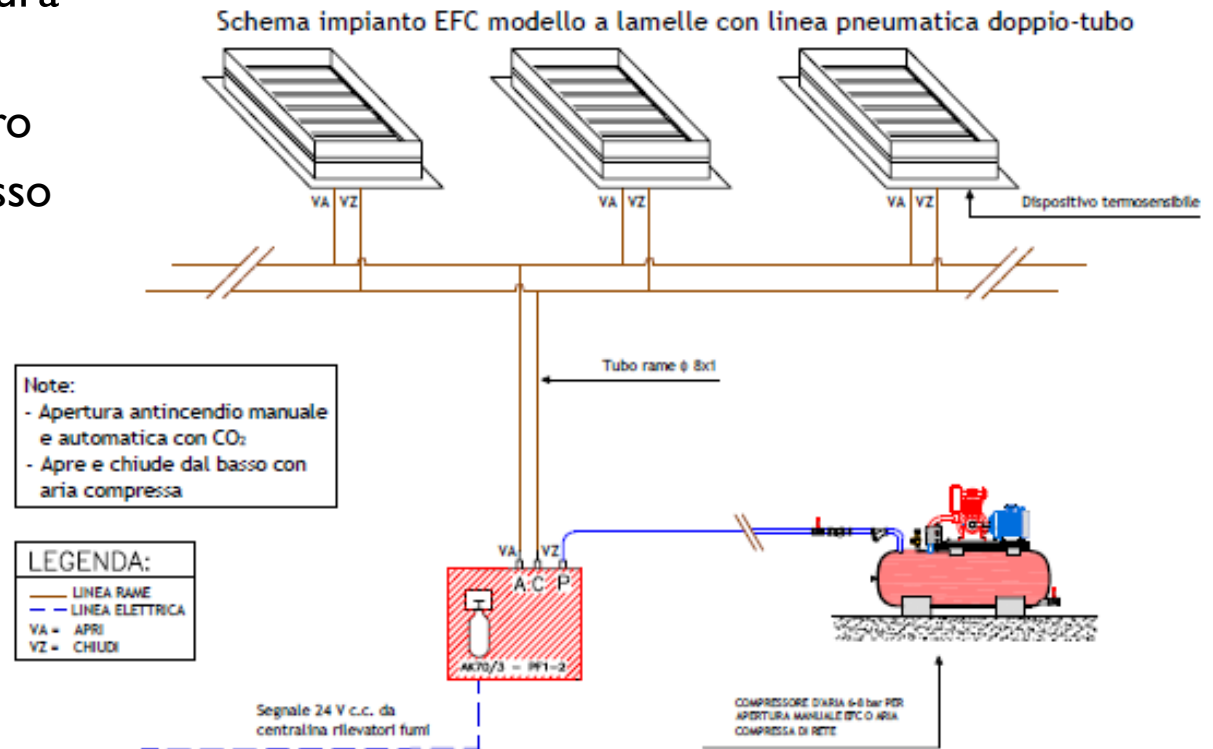 ura
ro
sso
Schema impianto EFC modello a lamelle con linea pneumatica doppio-tubo
VA VZ
VA VZ
VA VZ
Dispositivo termosensibile
Tubo rame ϕ 8x1
Note:
- Apertura antincendio manuale
e automatica con CO₂
- Apre e chiude dal basso con
aria compressa
LEGENDA:
LINEA RAME
LINEA ELETTRICA
VA = APRI
VZ = CHIUDI
VA VZ
A C P
AK70/3 - PF1-2
Segnale 24 V c.c. da
centralina rilevatori fumi
COMPRESSORE D'ARIA 6-8 bar PER
APERTURA MANUALE EFC O ARIA
COMPRESSA DI RETE